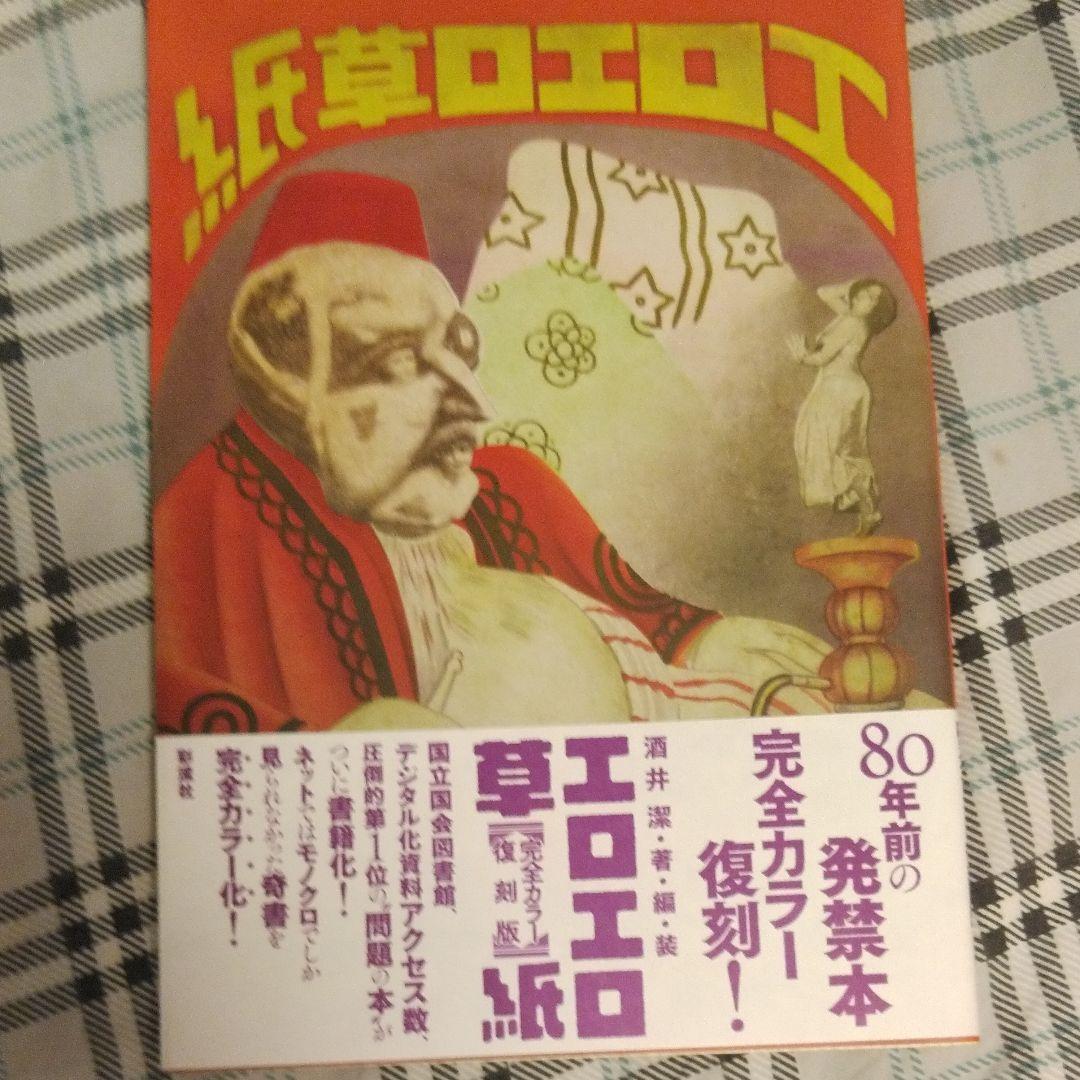 エロエロ草紙
80年前の
発禁本
完全カラー
復刻！
酒井潔・著・編・装
エロエロ
草紙
【完全カラー
復刻版】
国立国会図書館、
デジタル化資料アクセス数、
圧倒的第1位の“問題の本”が
ついに書籍化！
ネットではモノクロでしか
見られなかった奇書を
完全カラー化！
彩流社